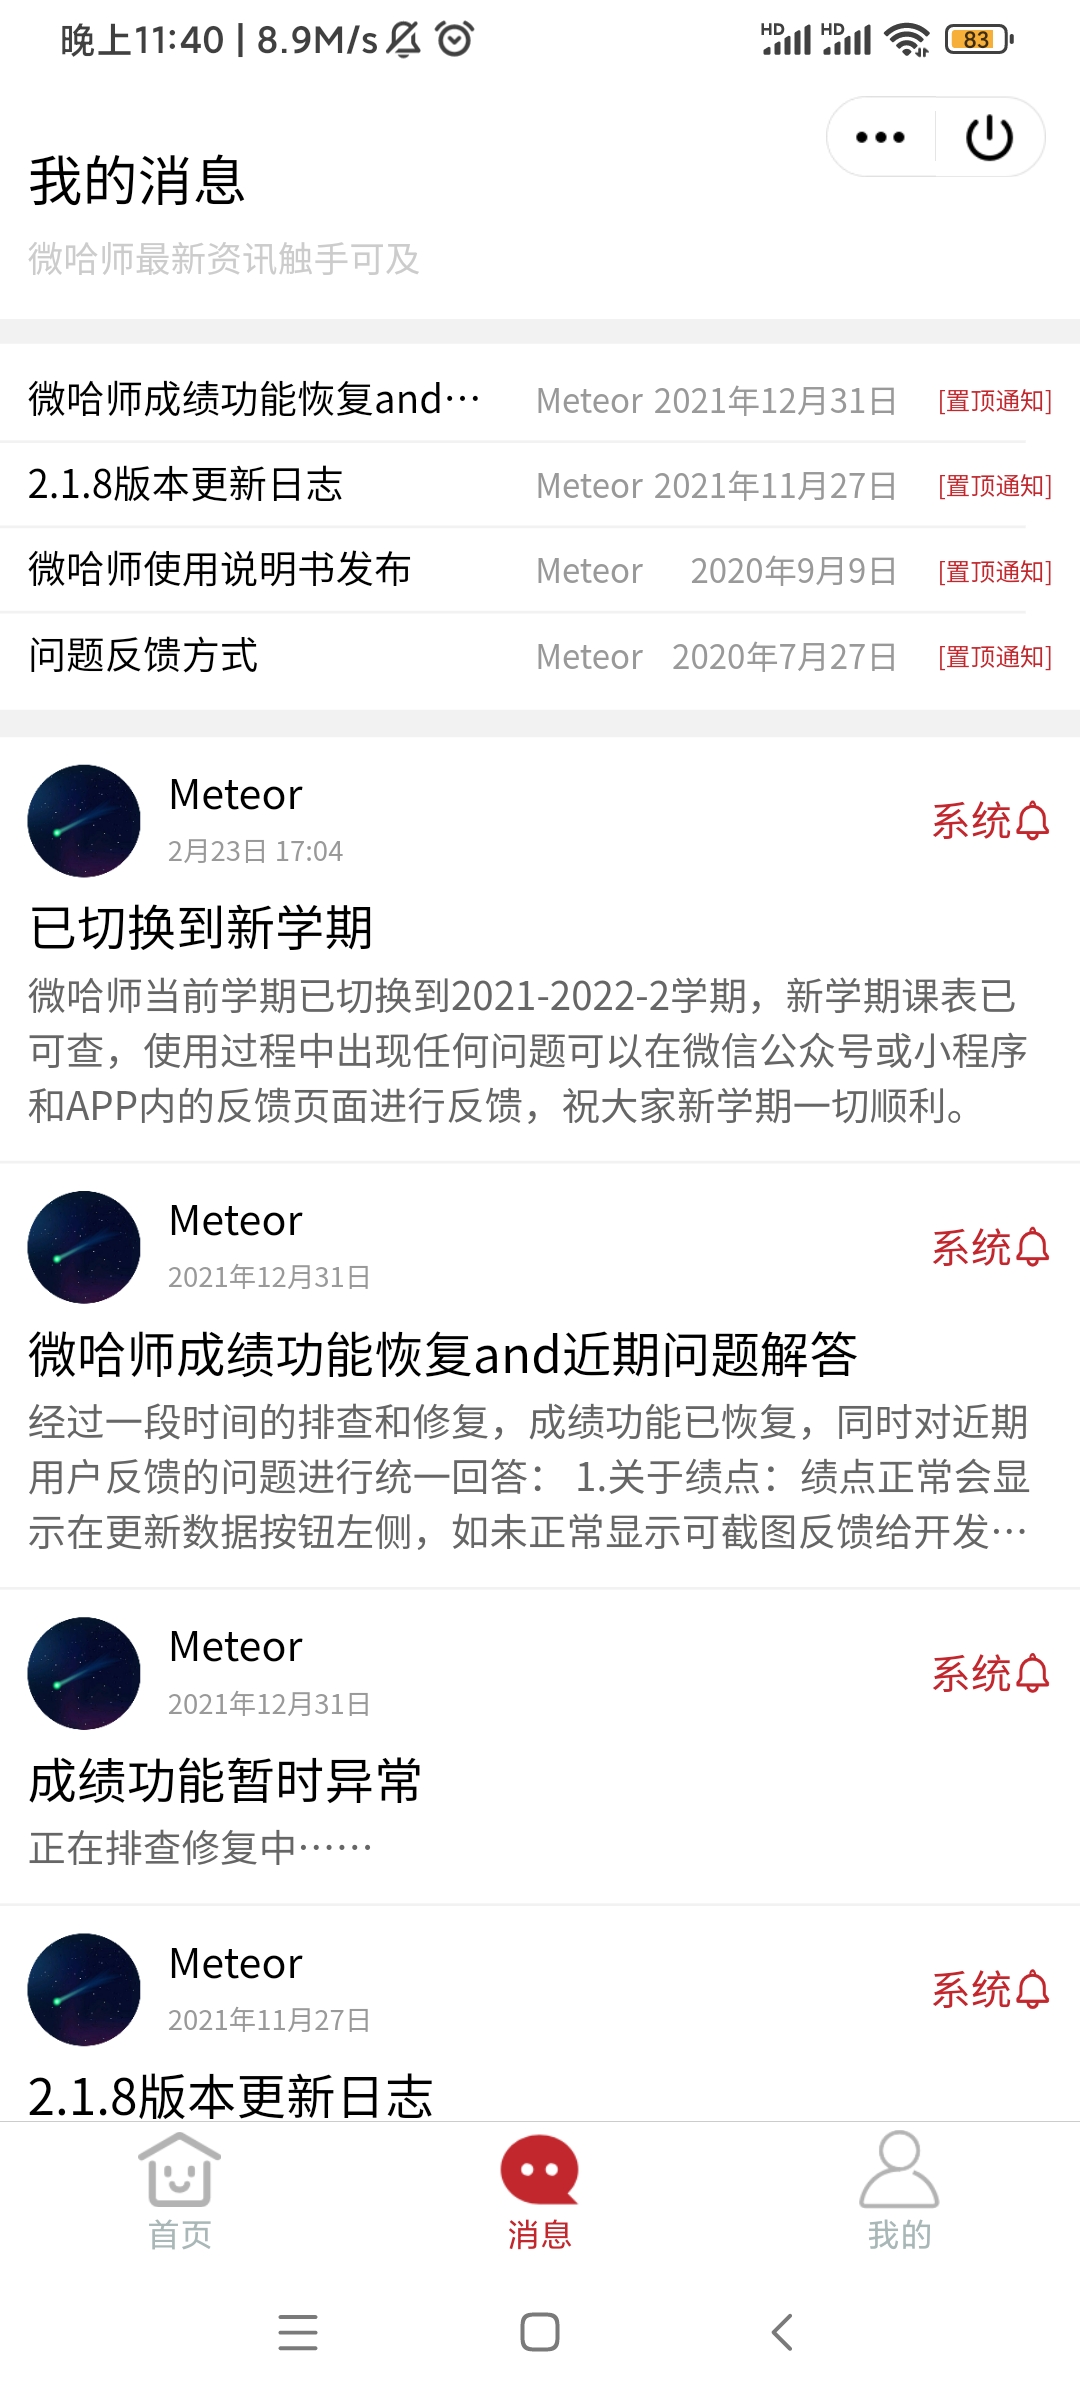 晚上11:40 | 8.9M/s
HD HD 83
我的消息
微哈师最新资讯触手可及
微哈师成绩功能恢复and… Meteor 2021年12月31日 [置顶通知]
2.1.8版本更新日志 Meteor 2021年11月27日 [置顶通知]
微哈师使用说明书发布 Meteor 2020年9月9日 [置顶通知]
问题反馈方式 Meteor 2020年7月27日 [置顶通知]
Meteor
系统
2月23日 17:04
已切换到新学期
微哈师当前学期已切换到2021-2022-2学期，新学期课表已
可查，使用过程中出现任何问题可以在微信公众号或小程序
和APP内的反馈页面进行反馈，祝大家新学期一切顺利。
Meteor
系统
2021年12月31日
微哈师成绩功能恢复and近期问题解答
经过一段时间的排查和修复，成绩功能已恢复，同时对近期
用户反馈的问题进行统一回答： 1.关于绩点：绩点正常会显
示在更新数据按钮左侧，如未正常显示可截图反馈给开发…
Meteor
系统
2021年12月31日
成绩功能暂时异常
正在排查修复中……
Meteor
系统
2021年11月27日
2.1.8版本更新日志
首页 消息 我的